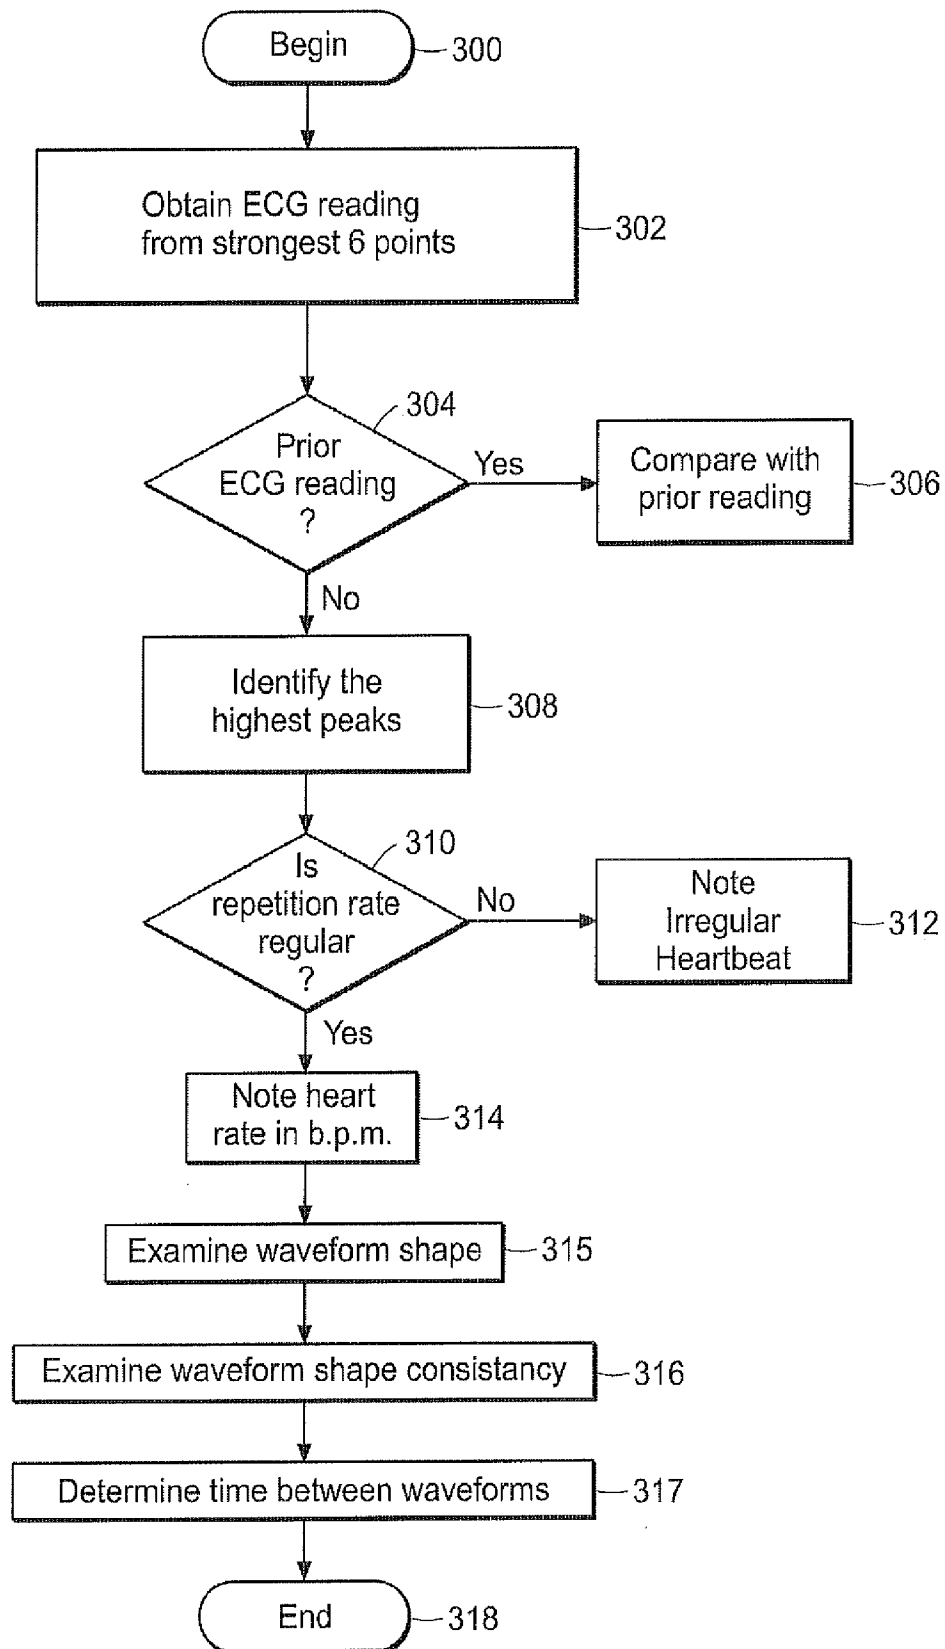 Begin
300
Obtain ECG reading
from strongest 6 points
302
304
Prior
ECG reading
?
Yes
Compare with
prior reading
306
No
Identify the
highest peaks
308
310
Is
repetition rate
regular
?
No
Note
Irregular
Heartbeat
312
Yes
Note heart
rate in b.p.m.
314
Examine waveform shape
315
Examine waveform shape consistancy
316
Determine time between waveforms
317
End
318